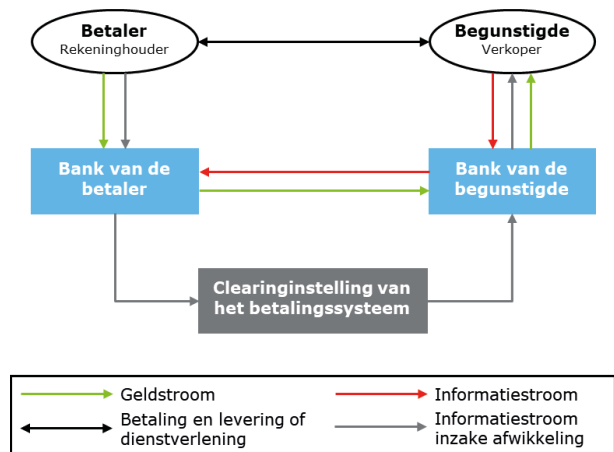 Betaler
Rekeninghouder
Begunstigde
Verkoper
Bank van de
betaler
Bank van de
begunstigde
Clearinginstelling van
het betalingssysteem
Geldstroom
Informatiestroom
Betaling en levering of
dienstverlening
Informatiestroom
inzake afwikkeling